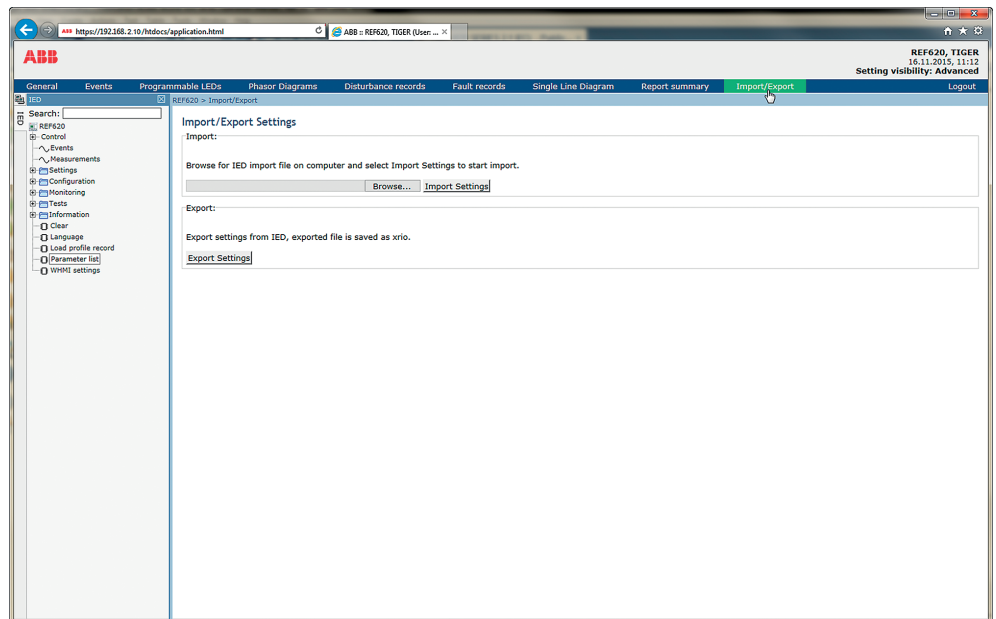 https://192.168.2.10/htdocs/application.html
ABB :: REF620, TIGER (User: ...
ABB
REF620, TIGER
16.11.2015, 11:12
Setting visibility: Advanced
General Events Programmable LEDs Phasor Diagrams Disturbance records Fault records Single Line Diagram Report summary Import/Export Logout
IED
REF620 > Import/Export
IED
Search:
REF620
Control
Events
Measurements
Settings
Configuration
Monitoring
Tests
Information
Clear
Language
Load profile record
Parameter list
WHMI settings
Import/Export Settings
Import:
Browse for IED import file on computer and select Import Settings to start import.
Browse... Import Settings
Export:
Export settings from IED, exported file is saved as xrio.
Export Settings